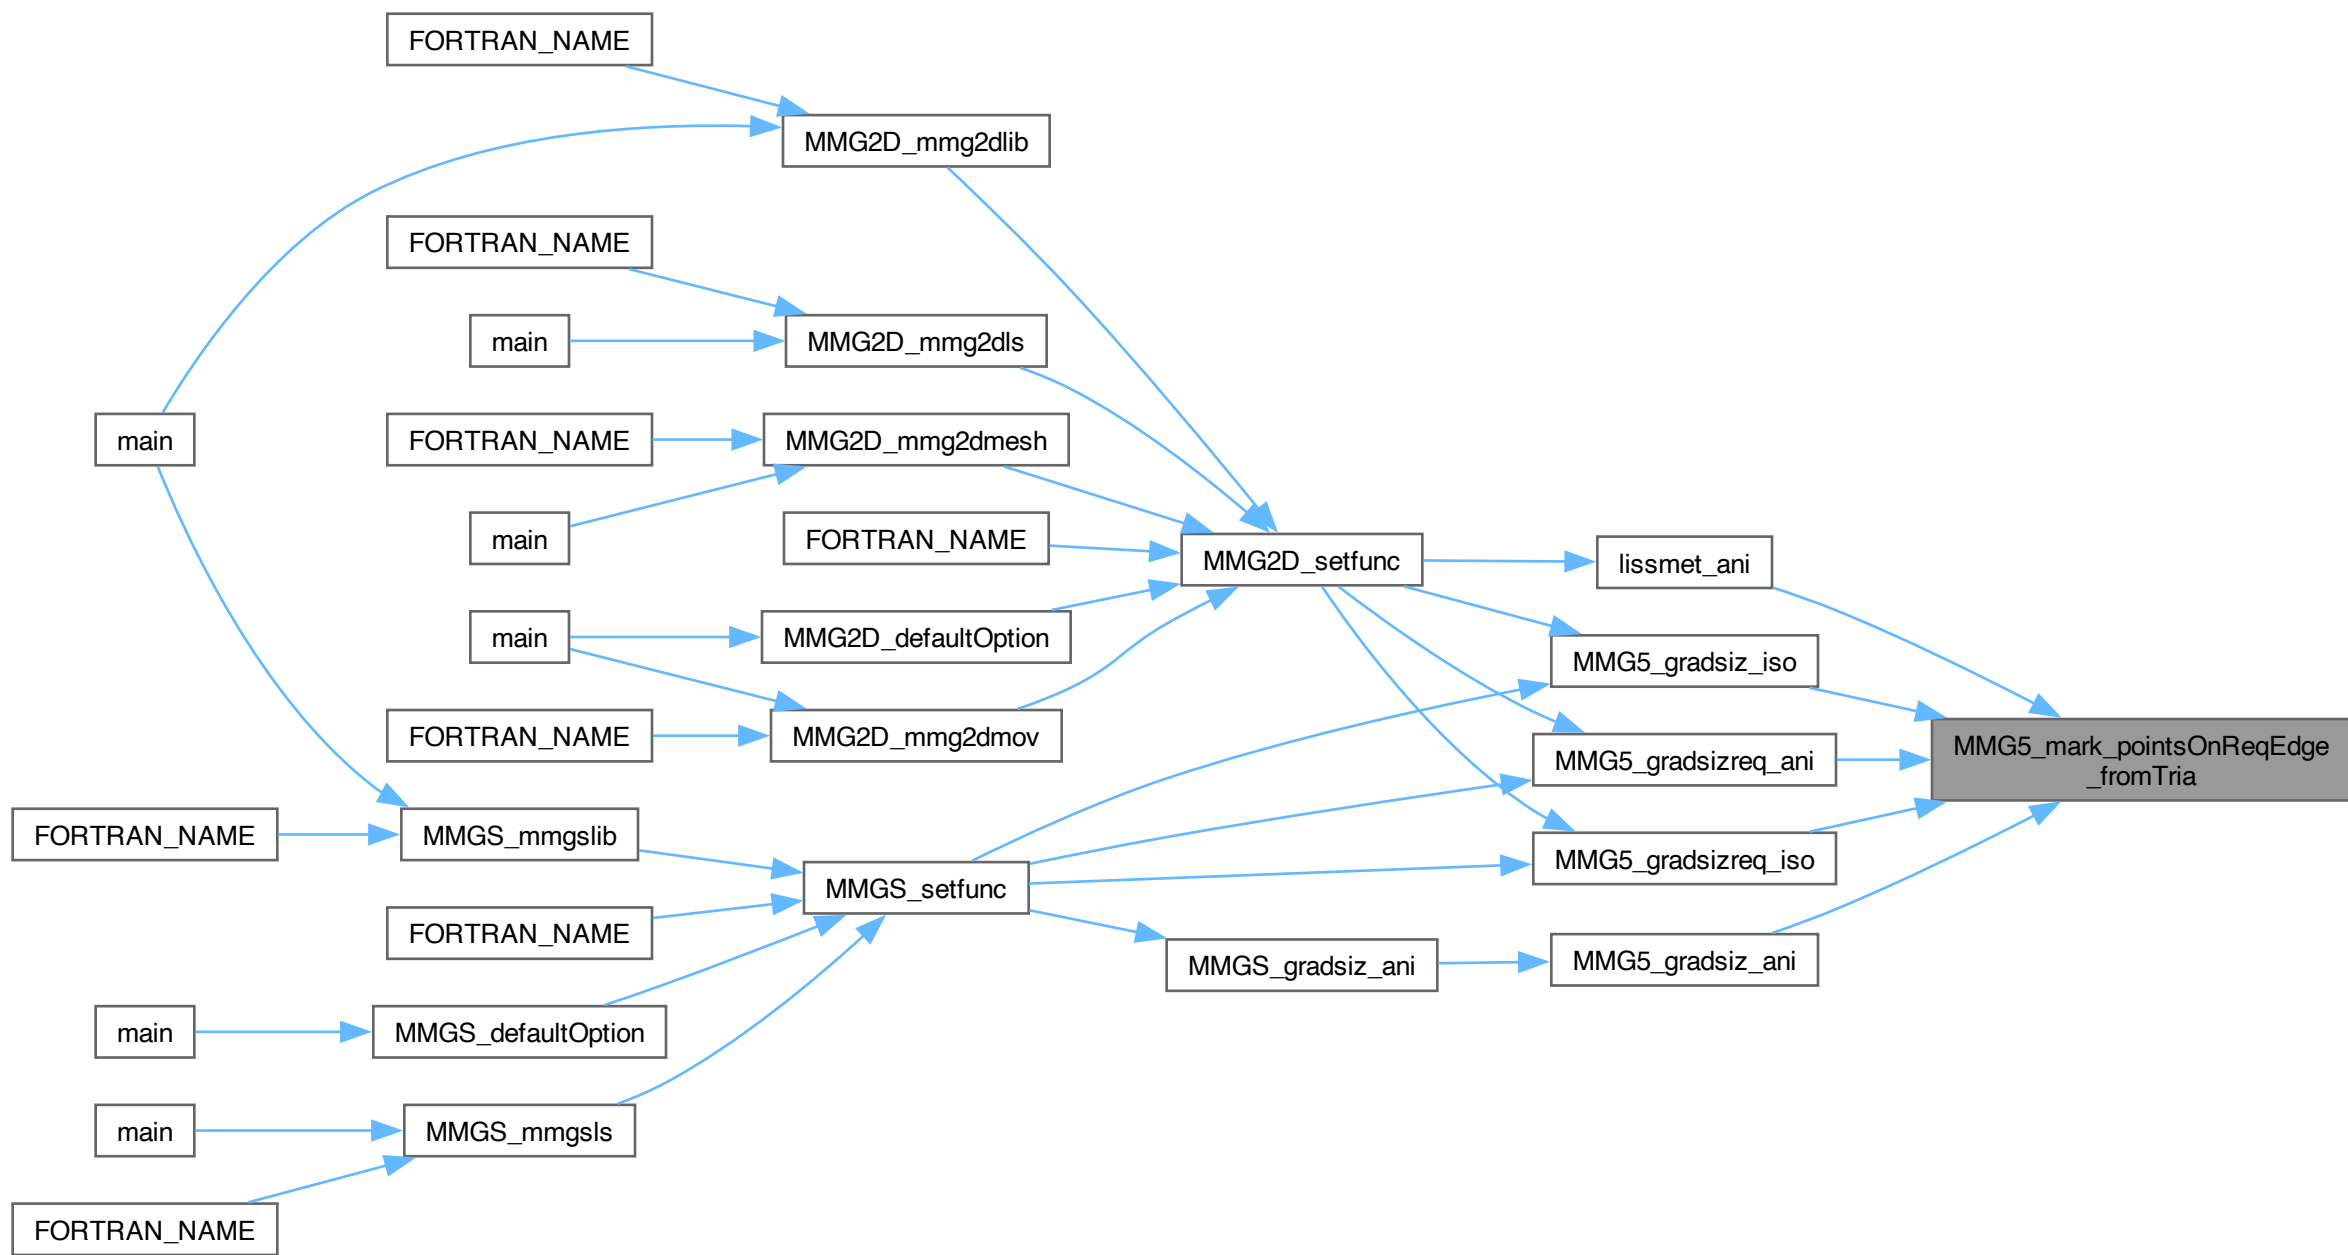 FORTRAN_NAME
MMG2D_mmg2dlib
FORTRAN_NAME
main
MMG2D_mmg2dls
main
FORTRAN_NAME
MMG2D_mmg2dmesh
main
FORTRAN_NAME
MMG2D_setfunc
lissmet_ani
main
MMG2D_defaultOption
MMG5_gradsiz_iso
FORTRAN_NAME
MMG2D_mmg2dmov
MMG5_gradsizreq_ani
MMG5_mark_pointsOnReqEdge
_fromTria
FORTRAN_NAME
MMGS_mmgslib
MMG5_gradsizreq_iso
MMGS_setfunc
FORTRAN_NAME
MMGS_gradsiz_ani
MMG5_gradsiz_ani
main
MMGS_defaultOption
main
MMGS_mmgsls
FORTRAN_NAME